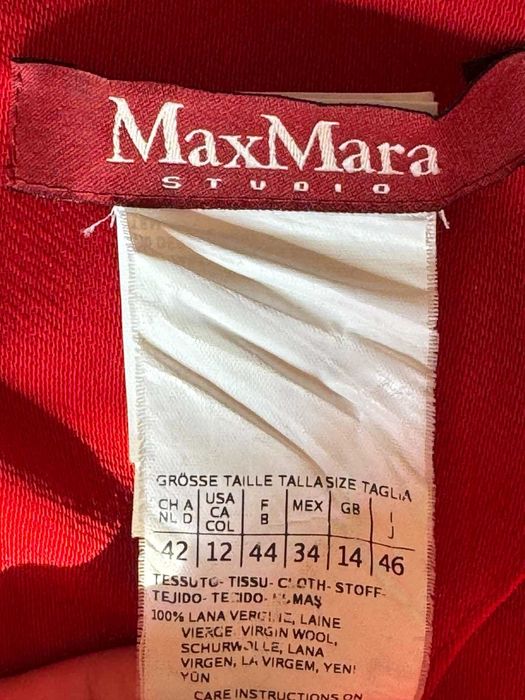 MaxMara
STUDIO
GRÖSSE TAILLE TALLA SIZE TAGLIA
CH A NL D USA CA COL F B MEX GB I J
42 12 44 34 14 46
TESSUTO- TISSU- CLOTH- STOFF-
TEJIDO- TECIDO- KUMAŞ
100% LANA VERGINE, LAINE
VIERGE, VIRGIN WOOL,
SCHURWOLLE, LANA
VIRGEN, LA VIRGEM, YENI
YÜN
CARE INSTRUCTIONS ON